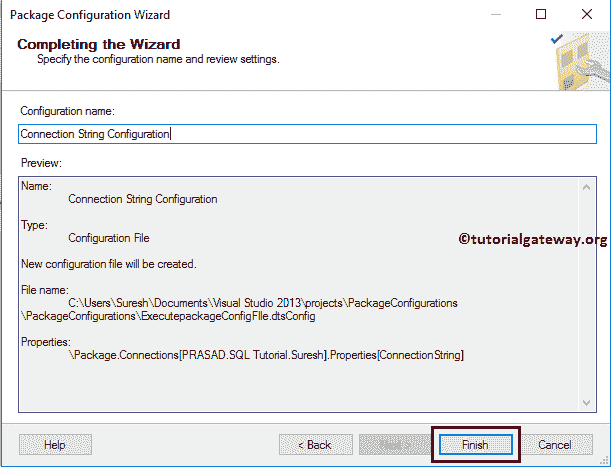 Package Configuration Wizard
Completing the Wizard
Specify the configuration name and review settings.
Configuration name:
Connection String Configuration
Preview:
Name:
Connection String Configuration
Type:
Configuration File
New configuration file will be created.
File name:
C:\Users\Suresh\Documents\Visual Studio 2013\projects\PackageConfigurations
\PackageConfigurations\ExecutepackageConfigFIle.dtsConfig
Properties:
\Package.Connections[PRASAD.SQL Tutorial.Suresh].Properties[ConnectionString]
©tutorialgateway.org
Help
< Back
Next >
Finish
Cancel